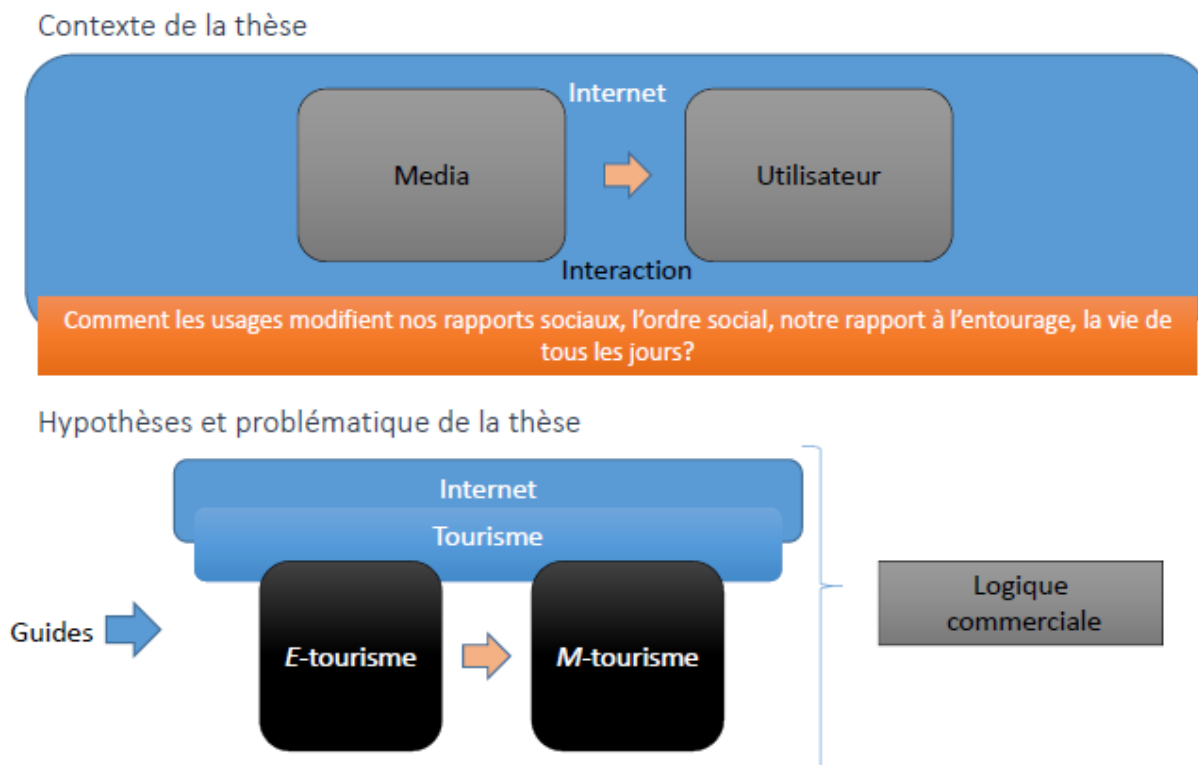 Contexte de la thèse
Internet
Media
Utilisateur
Interaction
Comment les usages modifient nos rapports sociaux, l’ordre social, notre rapport à l’entourage, la vie de
tous les jours?
Hypothèses et problématique de la thèse
Internet
Tourisme
Guides
E-tourisme
M-tourisme
Logique
commerciale